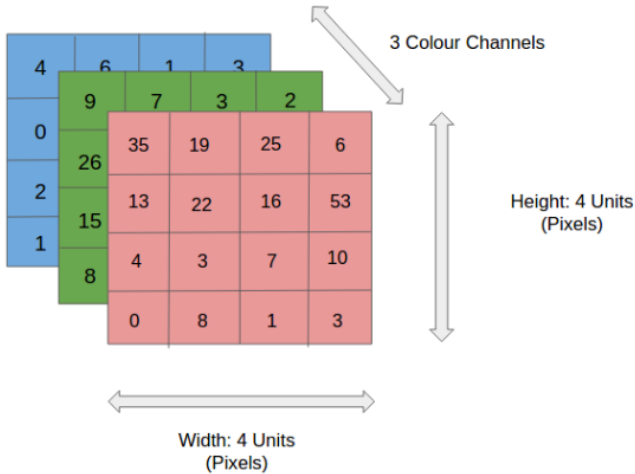 3 Colour Channels
4 6 1 3
9 7 3 2
0
35 19 25 6
26
Height: 4 Units
(Pixels)
2
13 22 16 53
15
1
4 3 7 10
8
0 8 1 3
Width: 4 Units
(Pixels)